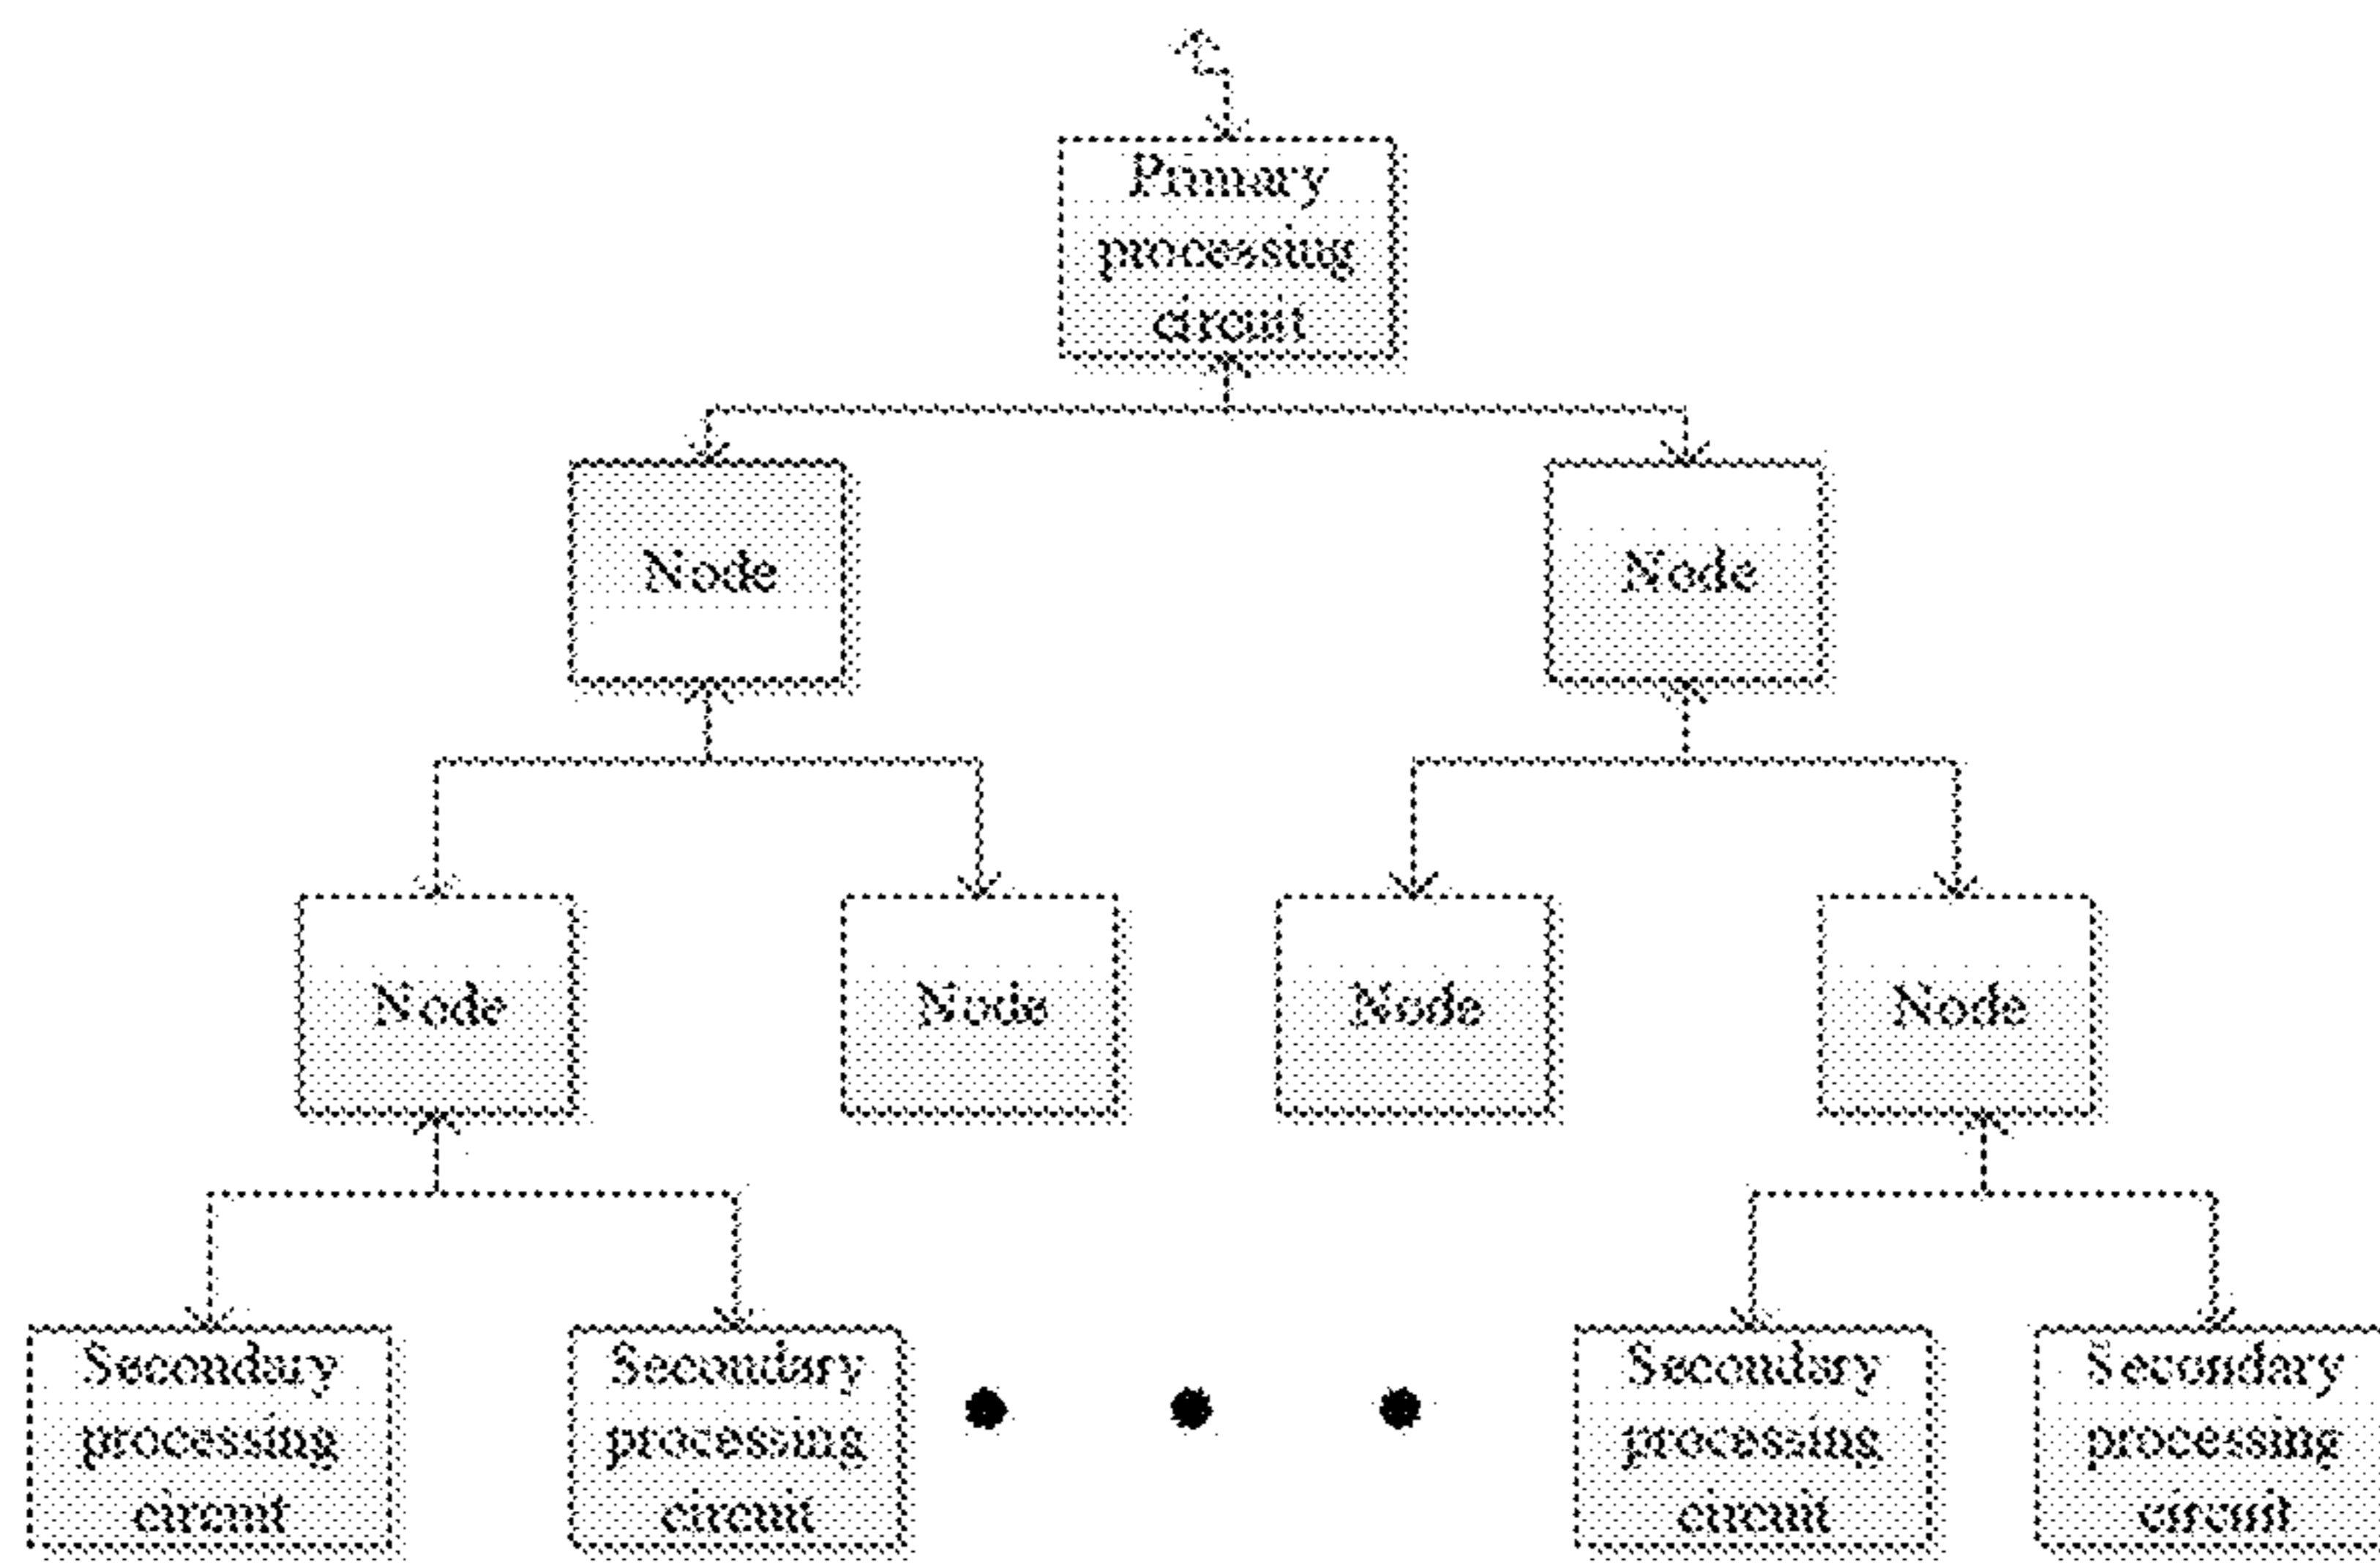 Primary
processing
circuit
Node
Node
Node
Node
Node
Node
Secondary
processing
circuit
Secondary
processing
circuit
Secondary
processing
circuit
Secondary
processing
circuit